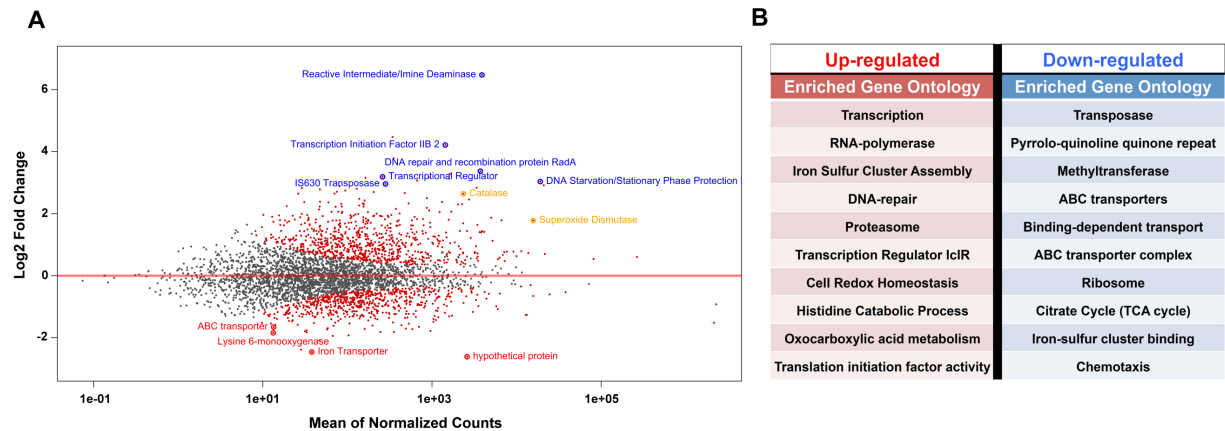 A
B
Log2 Fold Change
6
4
2
0
-2
Reactive Intermediate/Imine Deaminase
Transcription Initiation Factor IIB 2
DNA repair and recombination protein RadA
Transcriptional Regulator
IS630 Transposase
DNA Starvation/Stationary Phase Protection
Catalase
Superoxide Dismutase
ABC transporter
Lysine 6-monooxygenase
Iron Transporter
hypothetical protein
1e-01
1e+01
1e+03
1e+05
Mean of Normalized Counts
Up-regulated Down-regulated
Enriched Gene Ontology Enriched Gene Ontology
Transcription Transposase
RNA-polymerase Pyrrolo-quinoline quinone repeat
Iron Sulfur Cluster Assembly Methyltransferase
DNA-repair ABC transporters
Proteasome Binding-dependent transport
Transcription Regulator IclR ABC transporter complex
Cell Redox Homeostasis Ribosome
Histidine Catabolic Process Citrate Cycle (TCA cycle)
Oxocarboxylic acid metabolism Iron-sulfur cluster binding
Translation initiation factor activity Chemotaxis